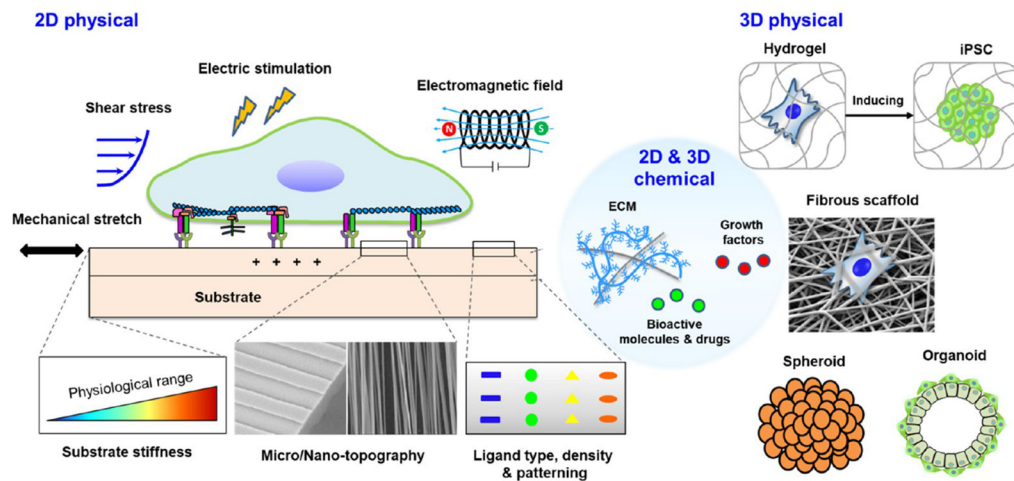 2D physical
3D physical
Electric stimulation
Electromagnetic field
Shear stress
N
S
Mechanical stretch
+ + + +
Substrate
Physiological range
Substrate stiffness
Micro/Nano-topography
Ligand type, density
& patterning
2D & 3D
chemical
ECM
Growth
factors
Bioactive
molecules & drugs
Hydrogel
iPSC
Inducing
Fibrous scaffold
Spheroid
Organoid